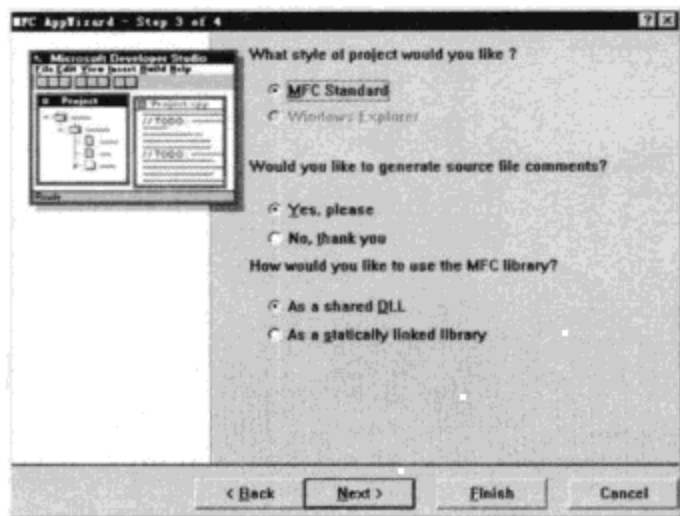 MFC AppWizard - Step 3 of 4
Microsoft Developer Studio
File Edit View Insert Build Help
Project
Project.cpp
//TODO:
//TODO:
Ready
What style of project would you like ?
MFC Standard
Windows Explorer
Would you like to generate source file comments?
Yes, please
No, thank you
How would you like to use the MFC library?
As a shared DLL
As a statically linked library
< Back
Next >
Finish
Cancel